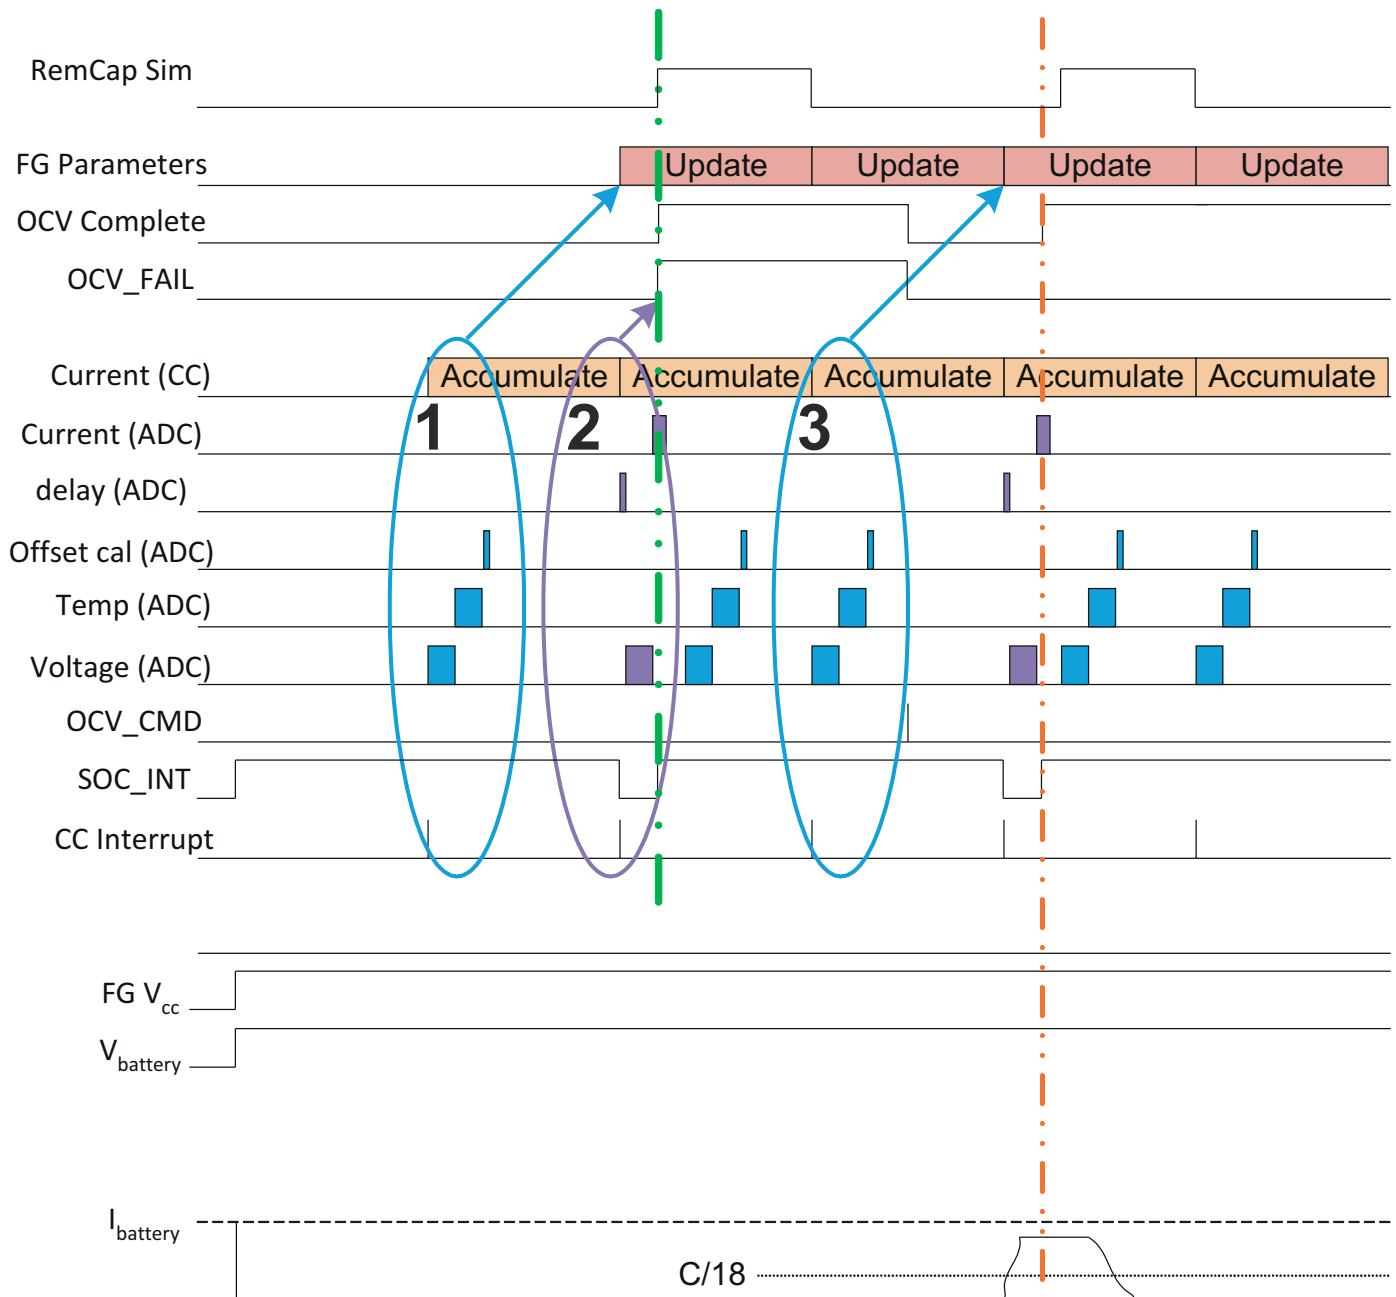 RemCap Sim
FG Parameters Update Update Update Update
OCV Complete
OCV_FAIL
Current (CC) Accumulate Accumulate Accumulate Accumulate Accumulate
1 2 3
Current (ADC)
delay (ADC)
Offset cal (ADC)
Temp (ADC)
Voltage (ADC)
OCV_CMD
SOC_INT
CC Interrupt
FG Vcc
Vbattery
Ibattery
C/18